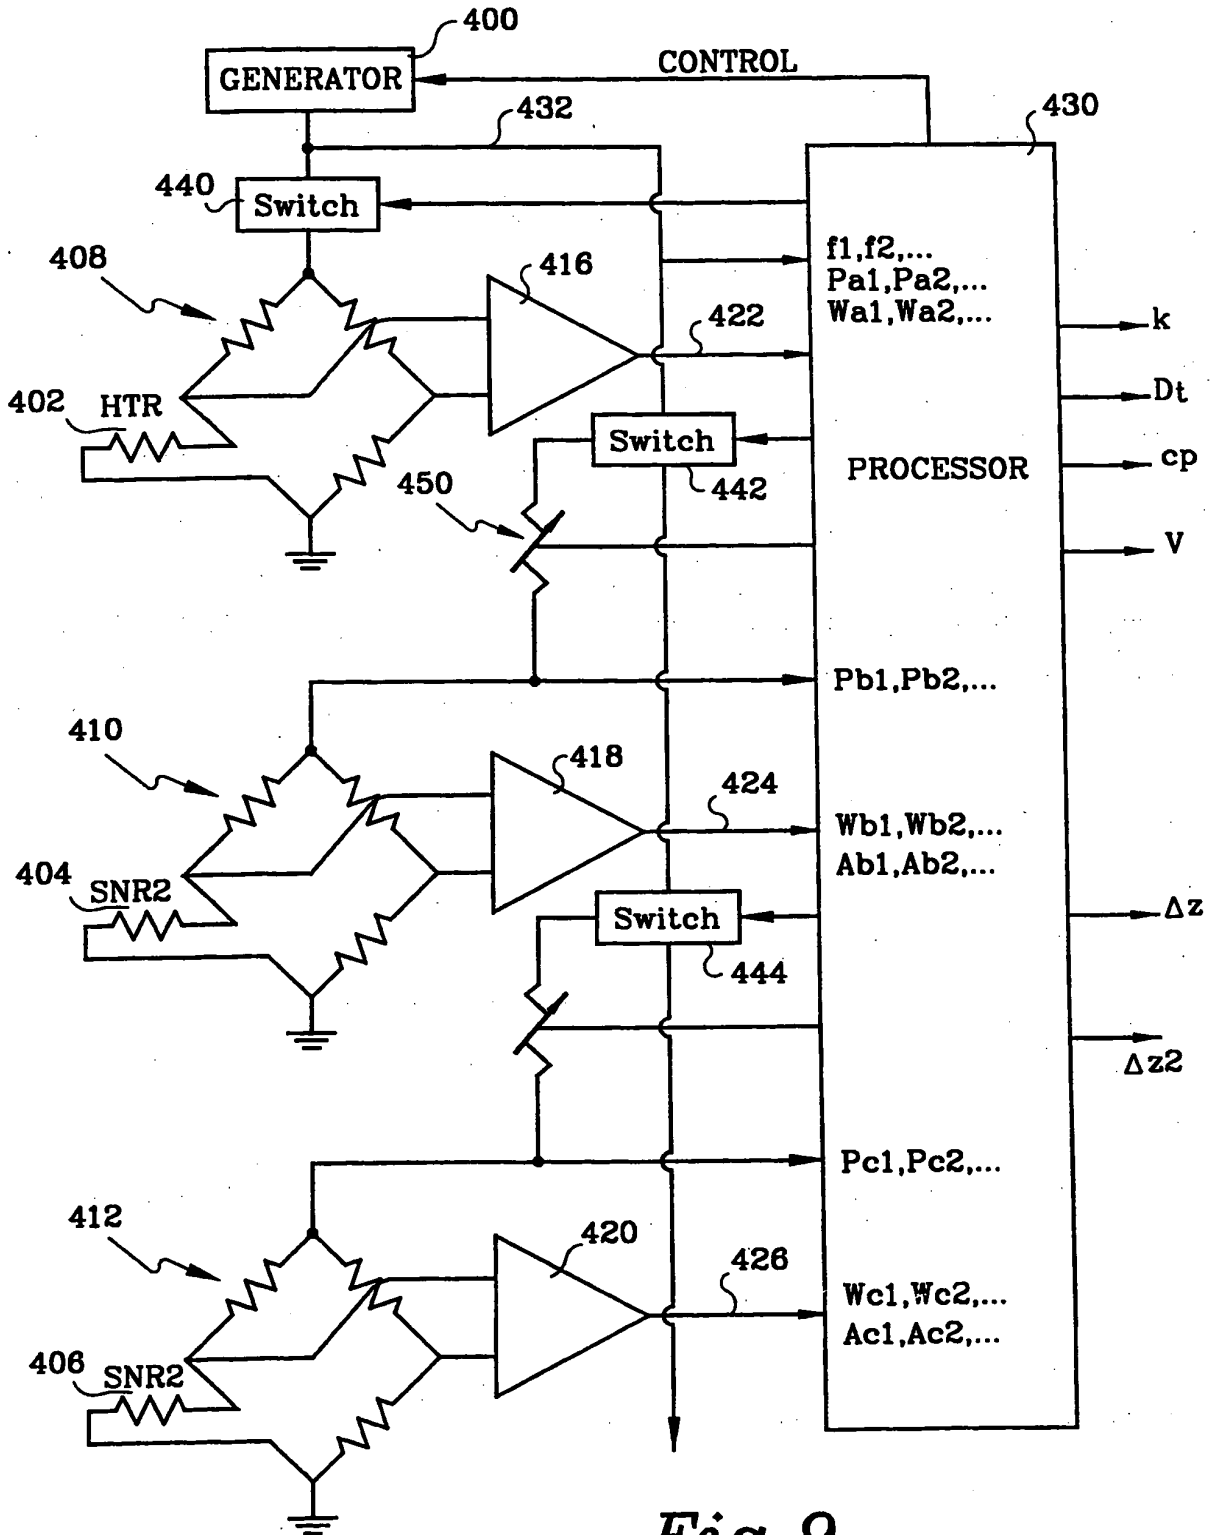 400
GENERATOR
CONTROL
432
430
440
Switch
408
416
f1,f2,...
Pa1,Pa2,...
Wa1,Wa2,...
422
k
402
HTR
Dt
Switch
PROCESSOR
cp
450
442
V
Pb1,Pb2,...
410
418
424
Wb1,Wb2,...
Ab1,Ab2,...
404
SNR2
Switch
Δz
444
Δz2
Pc1,Pc2,...
412
420
426
Wc1,Wc2,...
Ac1,Ac2,...
406
SNR2
Fig. 9